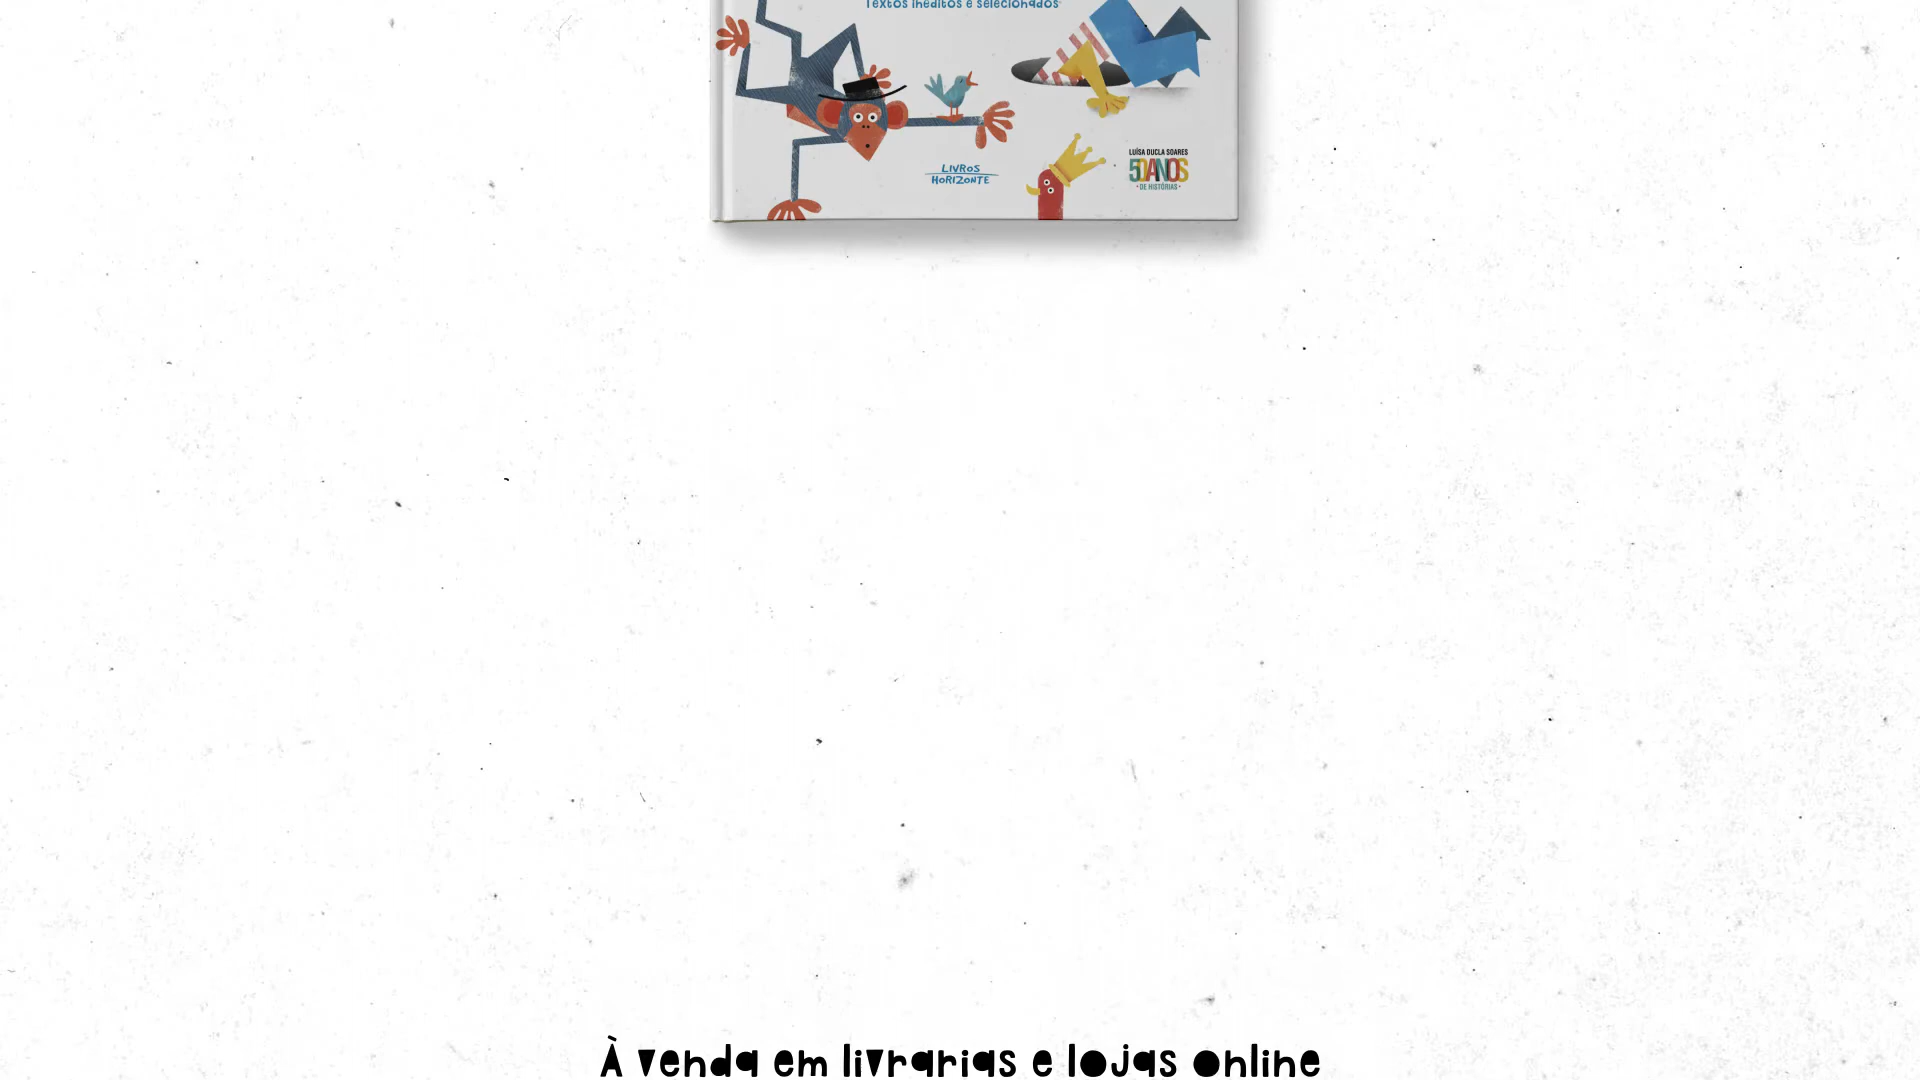 Textos inéditos e selecionados
LIVROS
HORIZONTE
LUÍSA DUCLA SOARES
50 ANOS
• DE HISTÓRIAS •
À venda em livrarias e lojas online